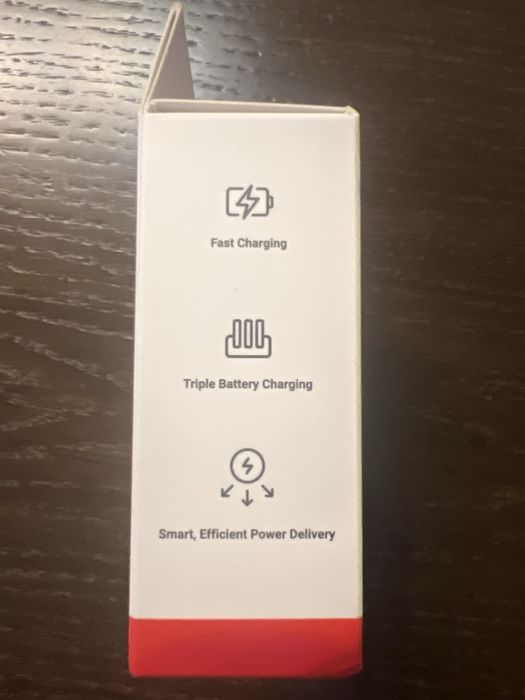 Fast Charging
Triple Battery Charging
Smart, Efficient Power Delivery